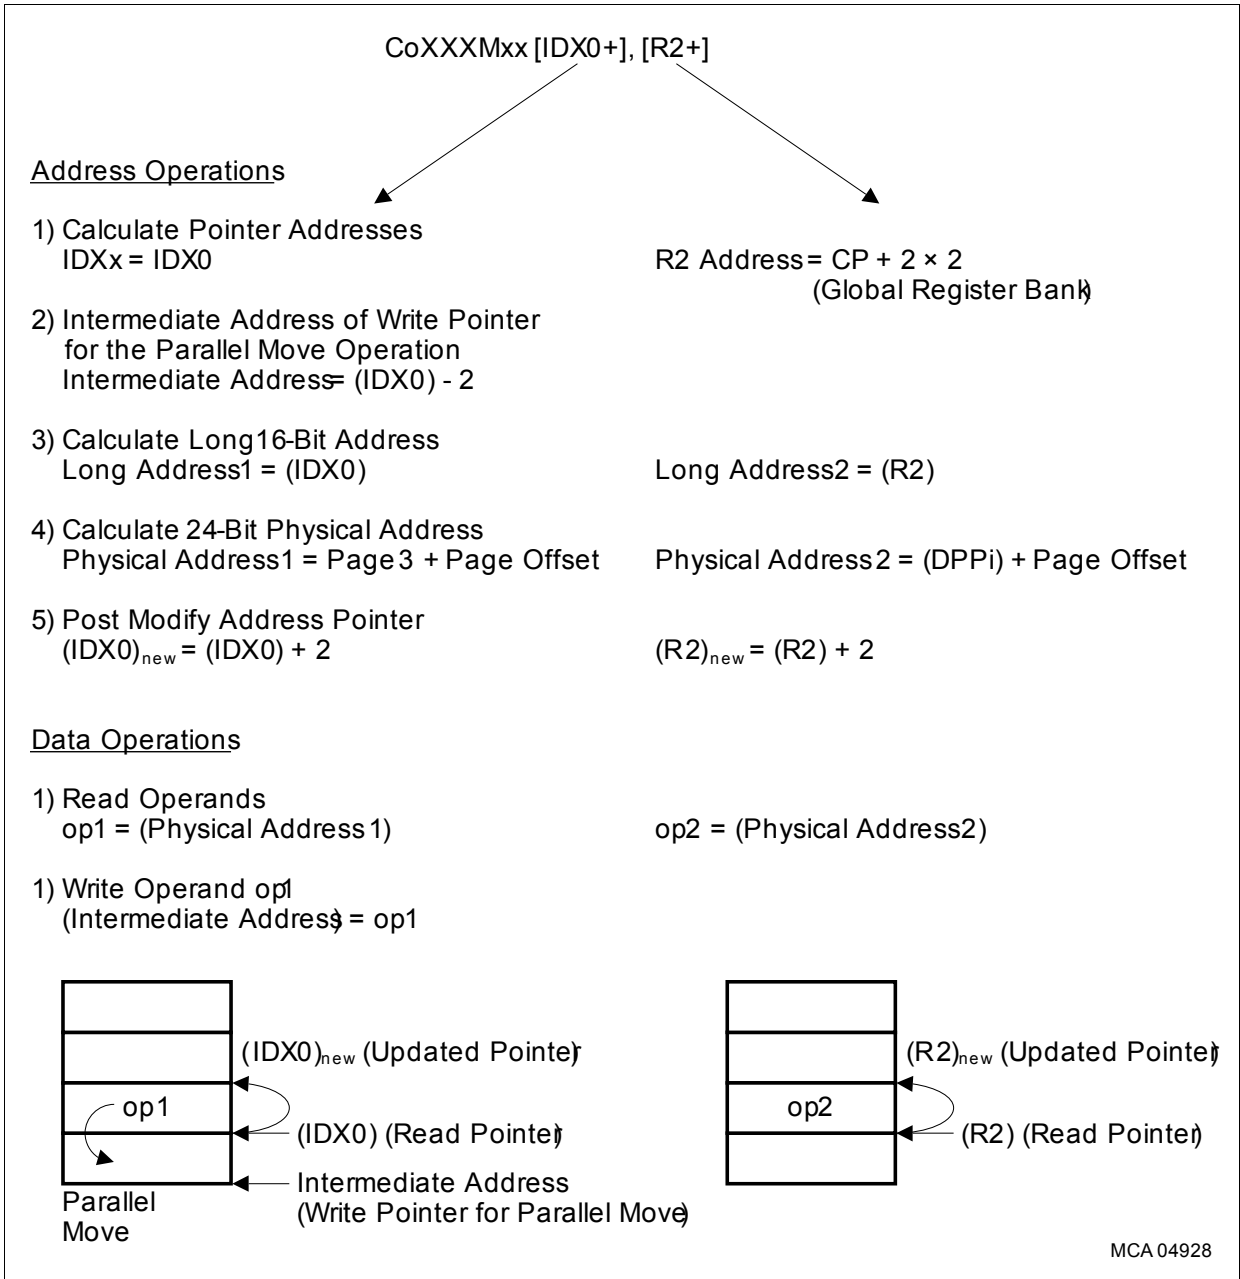 CoXXXMxx [IDX0+], [R2+]
Address Operations
1) Calculate Pointer Addresses
IDXx = IDX0
R2 Address = CP + 2 × 2
(Global Register Bank)
2) Intermediate Address of Write Pointer
for the Parallel Move Operation
Intermediate Address = (IDX0) - 2
3) Calculate Long 16-Bit Address
Long Address1 = (IDX0)
Long Address2 = (R2)
4) Calculate 24-Bit Physical Address
Physical Address1 = Page 3 + Page Offset
Physical Address2 = (DPPi) + Page Offset
5) Post Modify Address Pointer
(IDX0)new = (IDX0) + 2
(R2)new = (R2) + 2
Data Operations
1) Read Operands
op1 = (Physical Address1)
op2 = (Physical Address2)
1) Write Operand op1
(Intermediate Address) = op1
(IDX0)new (Updated Pointer)
op1
(IDX0) (Read Pointer)
Intermediate Address
(Write Pointer for Parallel Move)
Parallel
Move
(R2)new (Updated Pointer)
op2
(R2) (Read Pointer)
MCA 04928